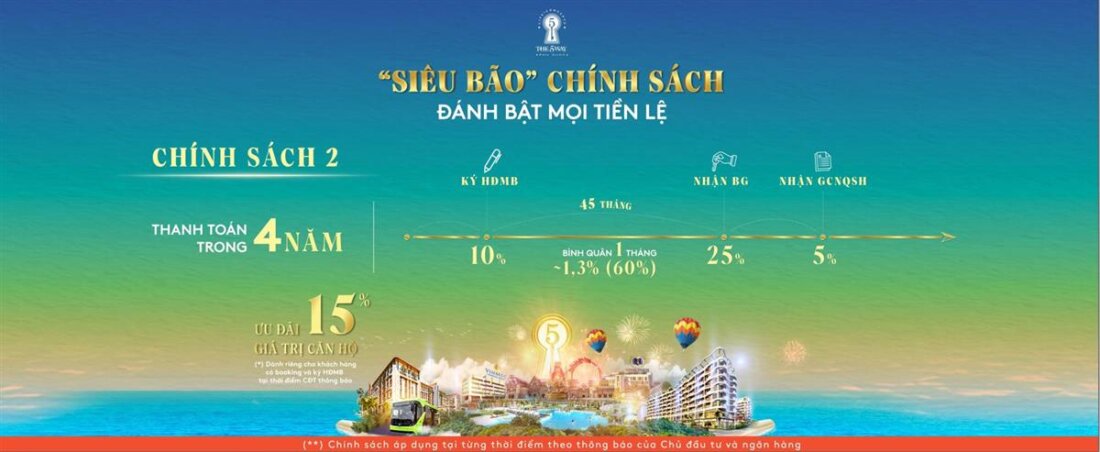 5
THE 5WAY
"SIÊU BÃO" CHÍNH SÁCH
ĐÁNH BẬT MỌI TIỀN LỆ
CHÍNH SÁCH 2
THANH TOÁN
TRONG 4 NĂM
KÝ HĐMB
45 THÁNG
NHẬN BG
NHẬN GCNQSH
10%
BÌNH QUÂN 1 THÁNG
~1,3% (60%)
25%
5%
ƯU ĐÃI 15%
GIÁ TRỊ CĂN HỘ
(*) Dành riêng cho khách hàng
có booking và ký HĐMB
tại thời điểm CĐT thông báo
5
(**) Chính sách áp dụng tại từng thời điểm theo thông báo của Chủ đầu tư và ngân hàng